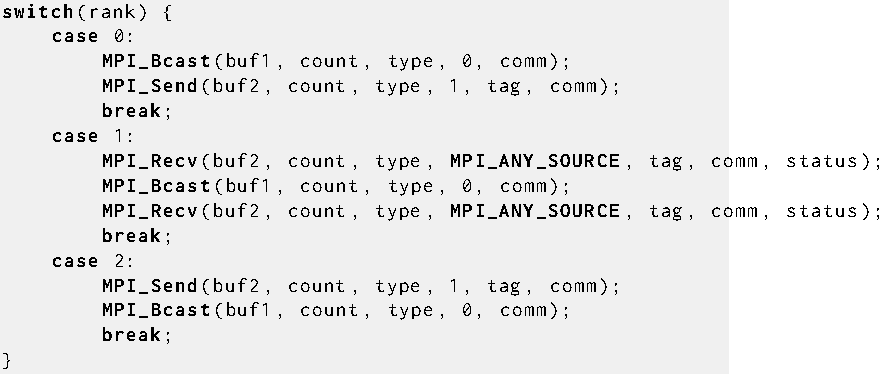 switch(rank) {
    case 0:
        MPI_Bcast(buf1, count, type, 0, comm);
        MPI_Send(buf2, count, type, 1, tag, comm);
        break;
    case 1:
        MPI_Recv(buf2, count, type, MPI_ANY_SOURCE, tag, comm, status);
        MPI_Bcast(buf1, count, type, 0, comm);
        MPI_Recv(buf2, count, type, MPI_ANY_SOURCE, tag, comm, status);
        break;
    case 2:
        MPI_Send(buf2, count, type, 1, tag, comm);
        MPI_Bcast(buf1, count, type, 0, comm);
        break;
}